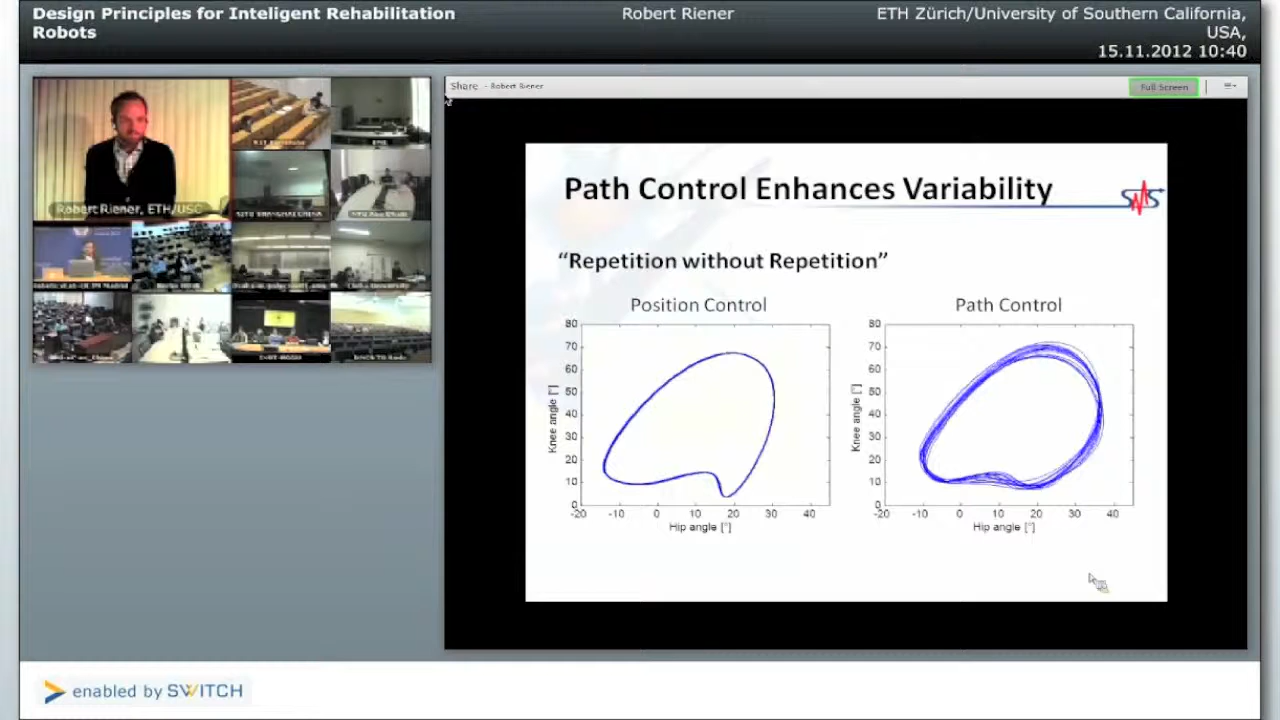 Design Principles for Inteligent Rehabilitation
Robots
Robert Riener
ETH Zürich/University of Southern California,
USA,
15.11.2012 10:40
Share - Robert Riener
Full Screen
Robert Riener, ETH/USC
Path Control Enhances Variability
“Repetition without Repetition”
Position Control
80
70
60
50
40
30
20
10
0
-20 -10 0 10 20 30 40
Knee angle [°]
Hip angle [°]
Path Control
80
70
60
50
40
30
20
10
0
-20 -10 0 10 20 30 40
Knee angle [°]
Hip angle [°]
enabled by SWITCH